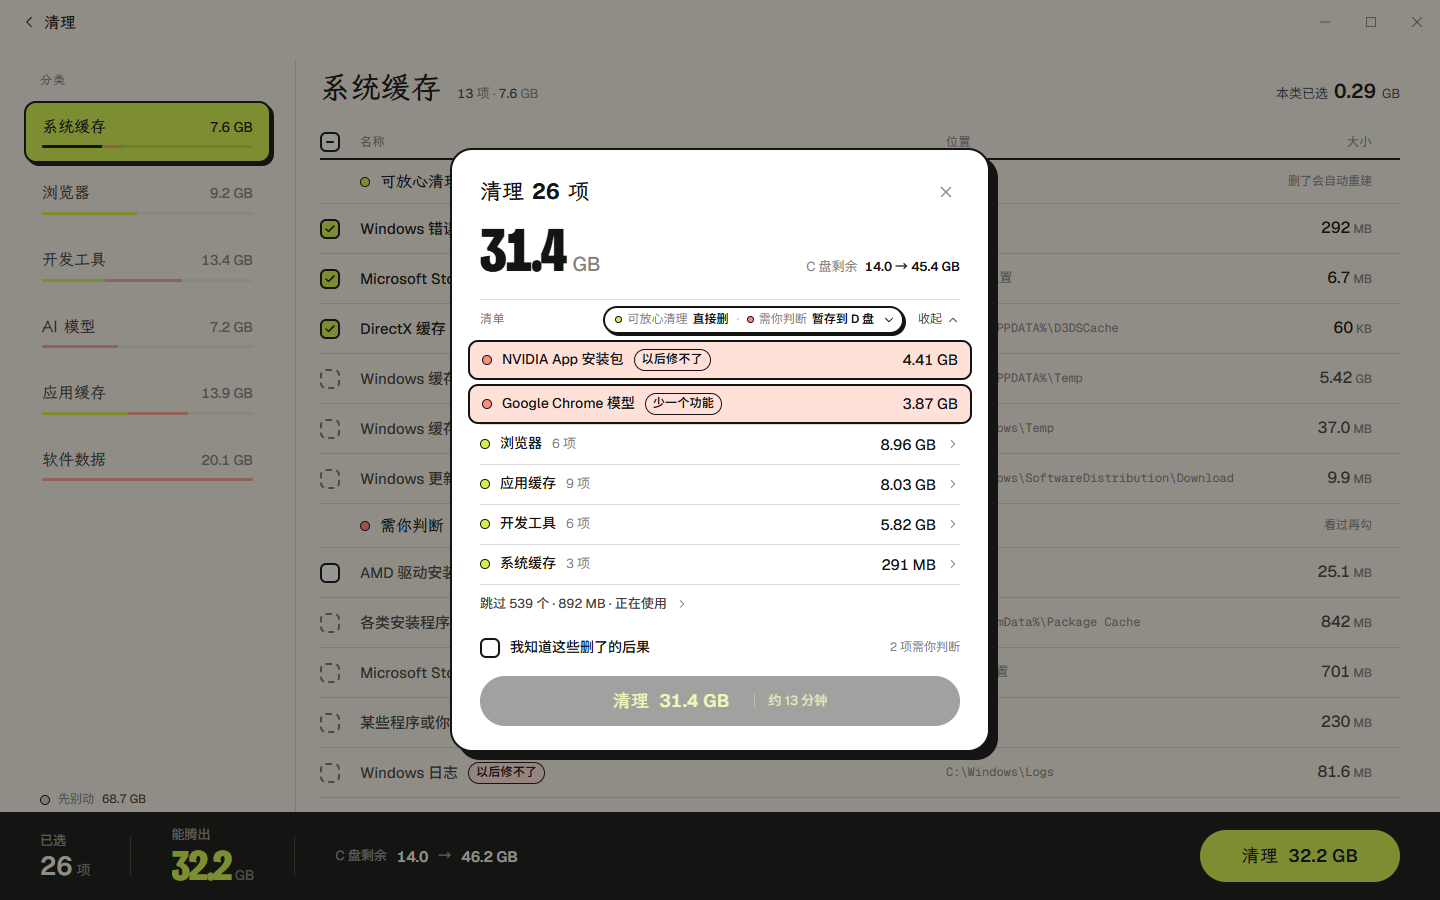 清理
分类
系统缓存 7.6 GB
浏览器 9.2 GB
开发工具 13.4 GB
AI 模型 7.2 GB
应用缓存 13.9 GB
软件数据 20.1 GB
先别动 68.7 GB
系统缓存 13 项 · 7.6 GB
本类已选 0.29 GB
名称 位置 大小
可放心清理 删了会自动重建
Windows 错误 292 MB
Microsoft Sto 置 6.7 MB
DirectX 缓存 PPDATA%\D3DSCache 60 KB
Windows 缓存 PPDATA%\Temp 5.42 GB
Windows 缓存 ows\Temp 37.0 MB
Windows 更新 ows\SoftwareDistribution\Download 9.9 MB
需你判断 看过再勾
AMD 驱动安装 25.1 MB
各类安装程序 mData%\Package Cache 842 MB
Microsoft Sto 置 701 MB
某些程序或你 230 MB
Windows 日志 以后修不了 C:\Windows\Logs 81.6 MB
清理 26 项
31.4 GB
C 盘剩余 14.0 → 45.4 GB
清单 可放心清理 直接删 · 需你判断 暂存到 D 盘 收起
NVIDIA App 安装包 以后修不了 4.41 GB
Google Chrome 模型 少一个功能 3.87 GB
浏览器 6 项 8.96 GB
应用缓存 9 项 8.03 GB
开发工具 6 项 5.82 GB
系统缓存 3 项 291 MB
跳过 539 个 · 892 MB · 正在使用
我知道这些删了的后果 2 项需你判断
清理 31.4 GB 约 13 分钟
已选
26 项
能腾出
32.2 GB
C 盘剩余 14.0 → 46.2 GB
清理 32.2 GB